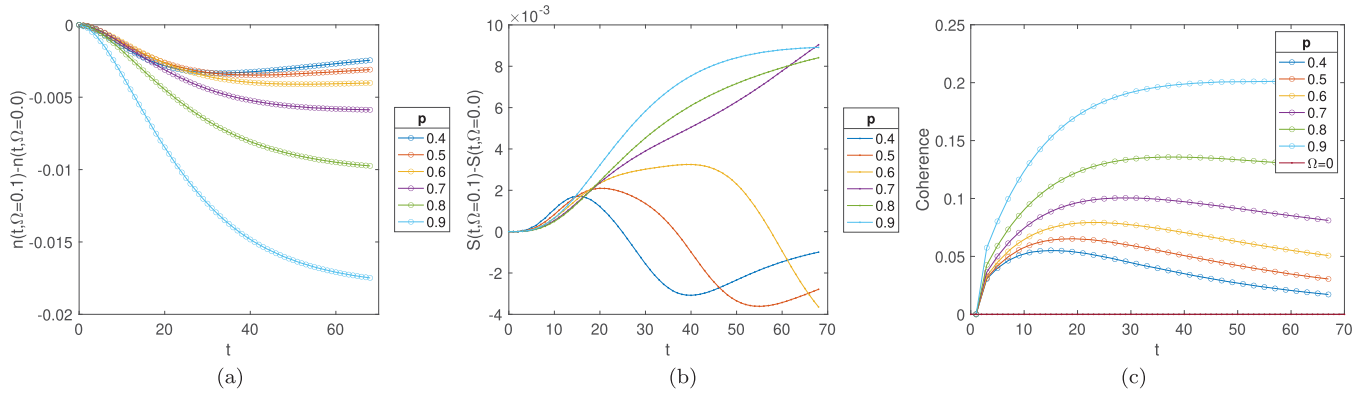 0
-0.005
-0.01
-0.015
-0.02
n(t,Ω=0.1)-n(t,Ω=0.0)
0 20 40 60
t
p
0.4
0.5
0.6
0.7
0.8
0.9
(a)
×10⁻³
10
8
6
4
2
0
-2
-4
S(t,Ω=0.1)-S(t,Ω=0.0)
0 10 20 30 40 50 60 70
t
p
0.4
0.5
0.6
0.7
0.8
0.9
(b)
0.25
0.2
0.15
0.1
0.05
0
Coherence
0 10 20 30 40 50 60 70
t
p
0.4
0.5
0.6
0.7
0.8
0.9
Ω=0
(c)